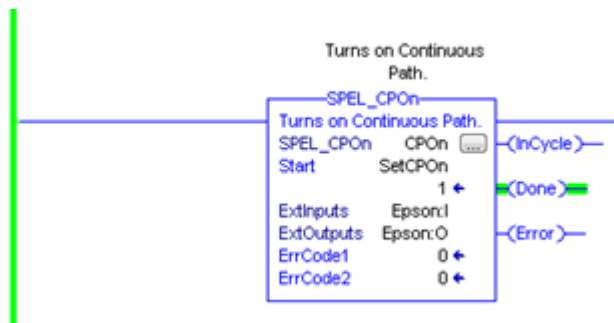 Turns on Continuous
Path.
SPEL_CPOn
Turns on Continuous Path.
SPEL_CPOn CPOn ...
(InCycle)
Start SetCPOn
1
(Done)
ExtInputs Epson:I
ExtOutputs Epson:O
(Error)
ErrCode1 0
ErrCode2 0